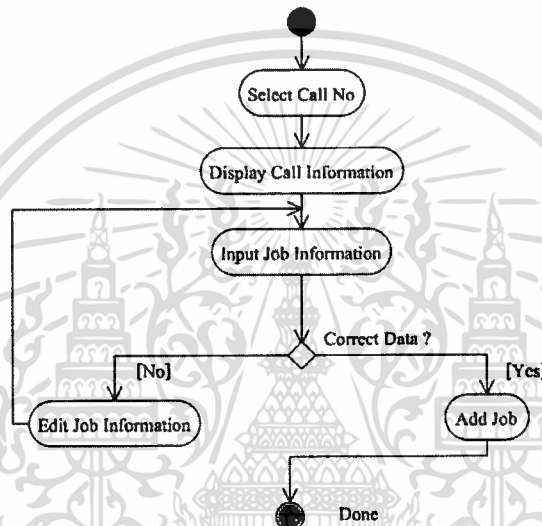 Select Call No
Display Call Information
Input Job Information
Correct Data ?
[No]
[Yes]
Edit Job Information
Add Job
Done